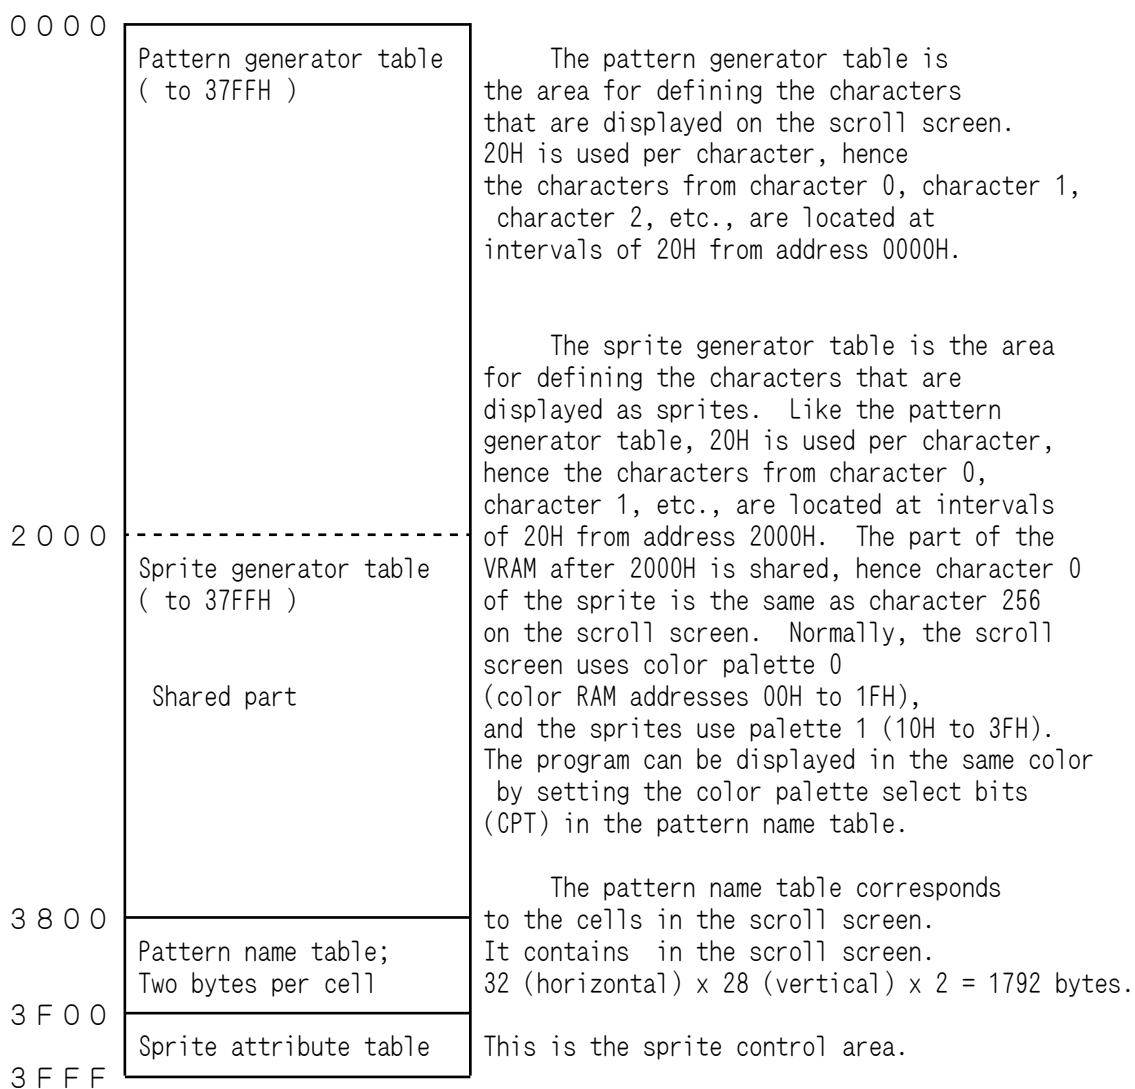 0000
Pattern generator table
( to 37FFH )
The pattern generator table is
the area for defining the characters
that are displayed on the scroll screen.
20H is used per character, hence
the characters from character 0, character 1,
character 2, etc., are located at
intervals of 20H from address 0000H.
The sprite generator table is the area
for defining the characters that are
displayed as sprites.  Like the pattern
generator table, 20H is used per character,
hence the characters from character 0,
character 1, etc., are located at intervals
of 20H from address 2000H.  The part of the
VRAM after 2000H is shared, hence character 0
of the sprite is the same as character 256
on the scroll screen.  Normally, the scroll
screen uses color palette 0
(color RAM addresses 00H to 1FH),
and the sprites use palette 1 (10H to 3FH).
The program can be displayed in the same color
by setting the color palette select bits
(CPT) in the pattern name table.
2000
Sprite generator table
( to 37FFH )
Shared part
3800
Pattern name table;
Two bytes per cell
The pattern name table corresponds
to the cells in the scroll screen.
It contains  in the scroll screen.
32 (horizontal) x 28 (vertical) x 2 = 1792 bytes.
3F00
Sprite attribute table
This is the sprite control area.
3FFF